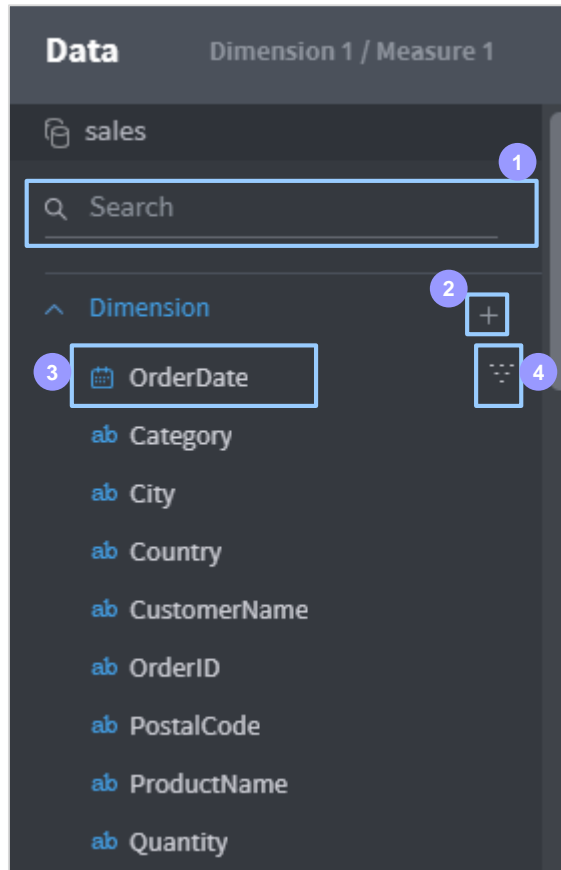 Data Dimension 1 / Measure 1
sales
1
Search
2
Dimension
3 OrderDate 4
ab Category
ab City
ab Country
ab CustomerName
ab OrderID
ab PostalCode
ab ProductName
ab Quantity